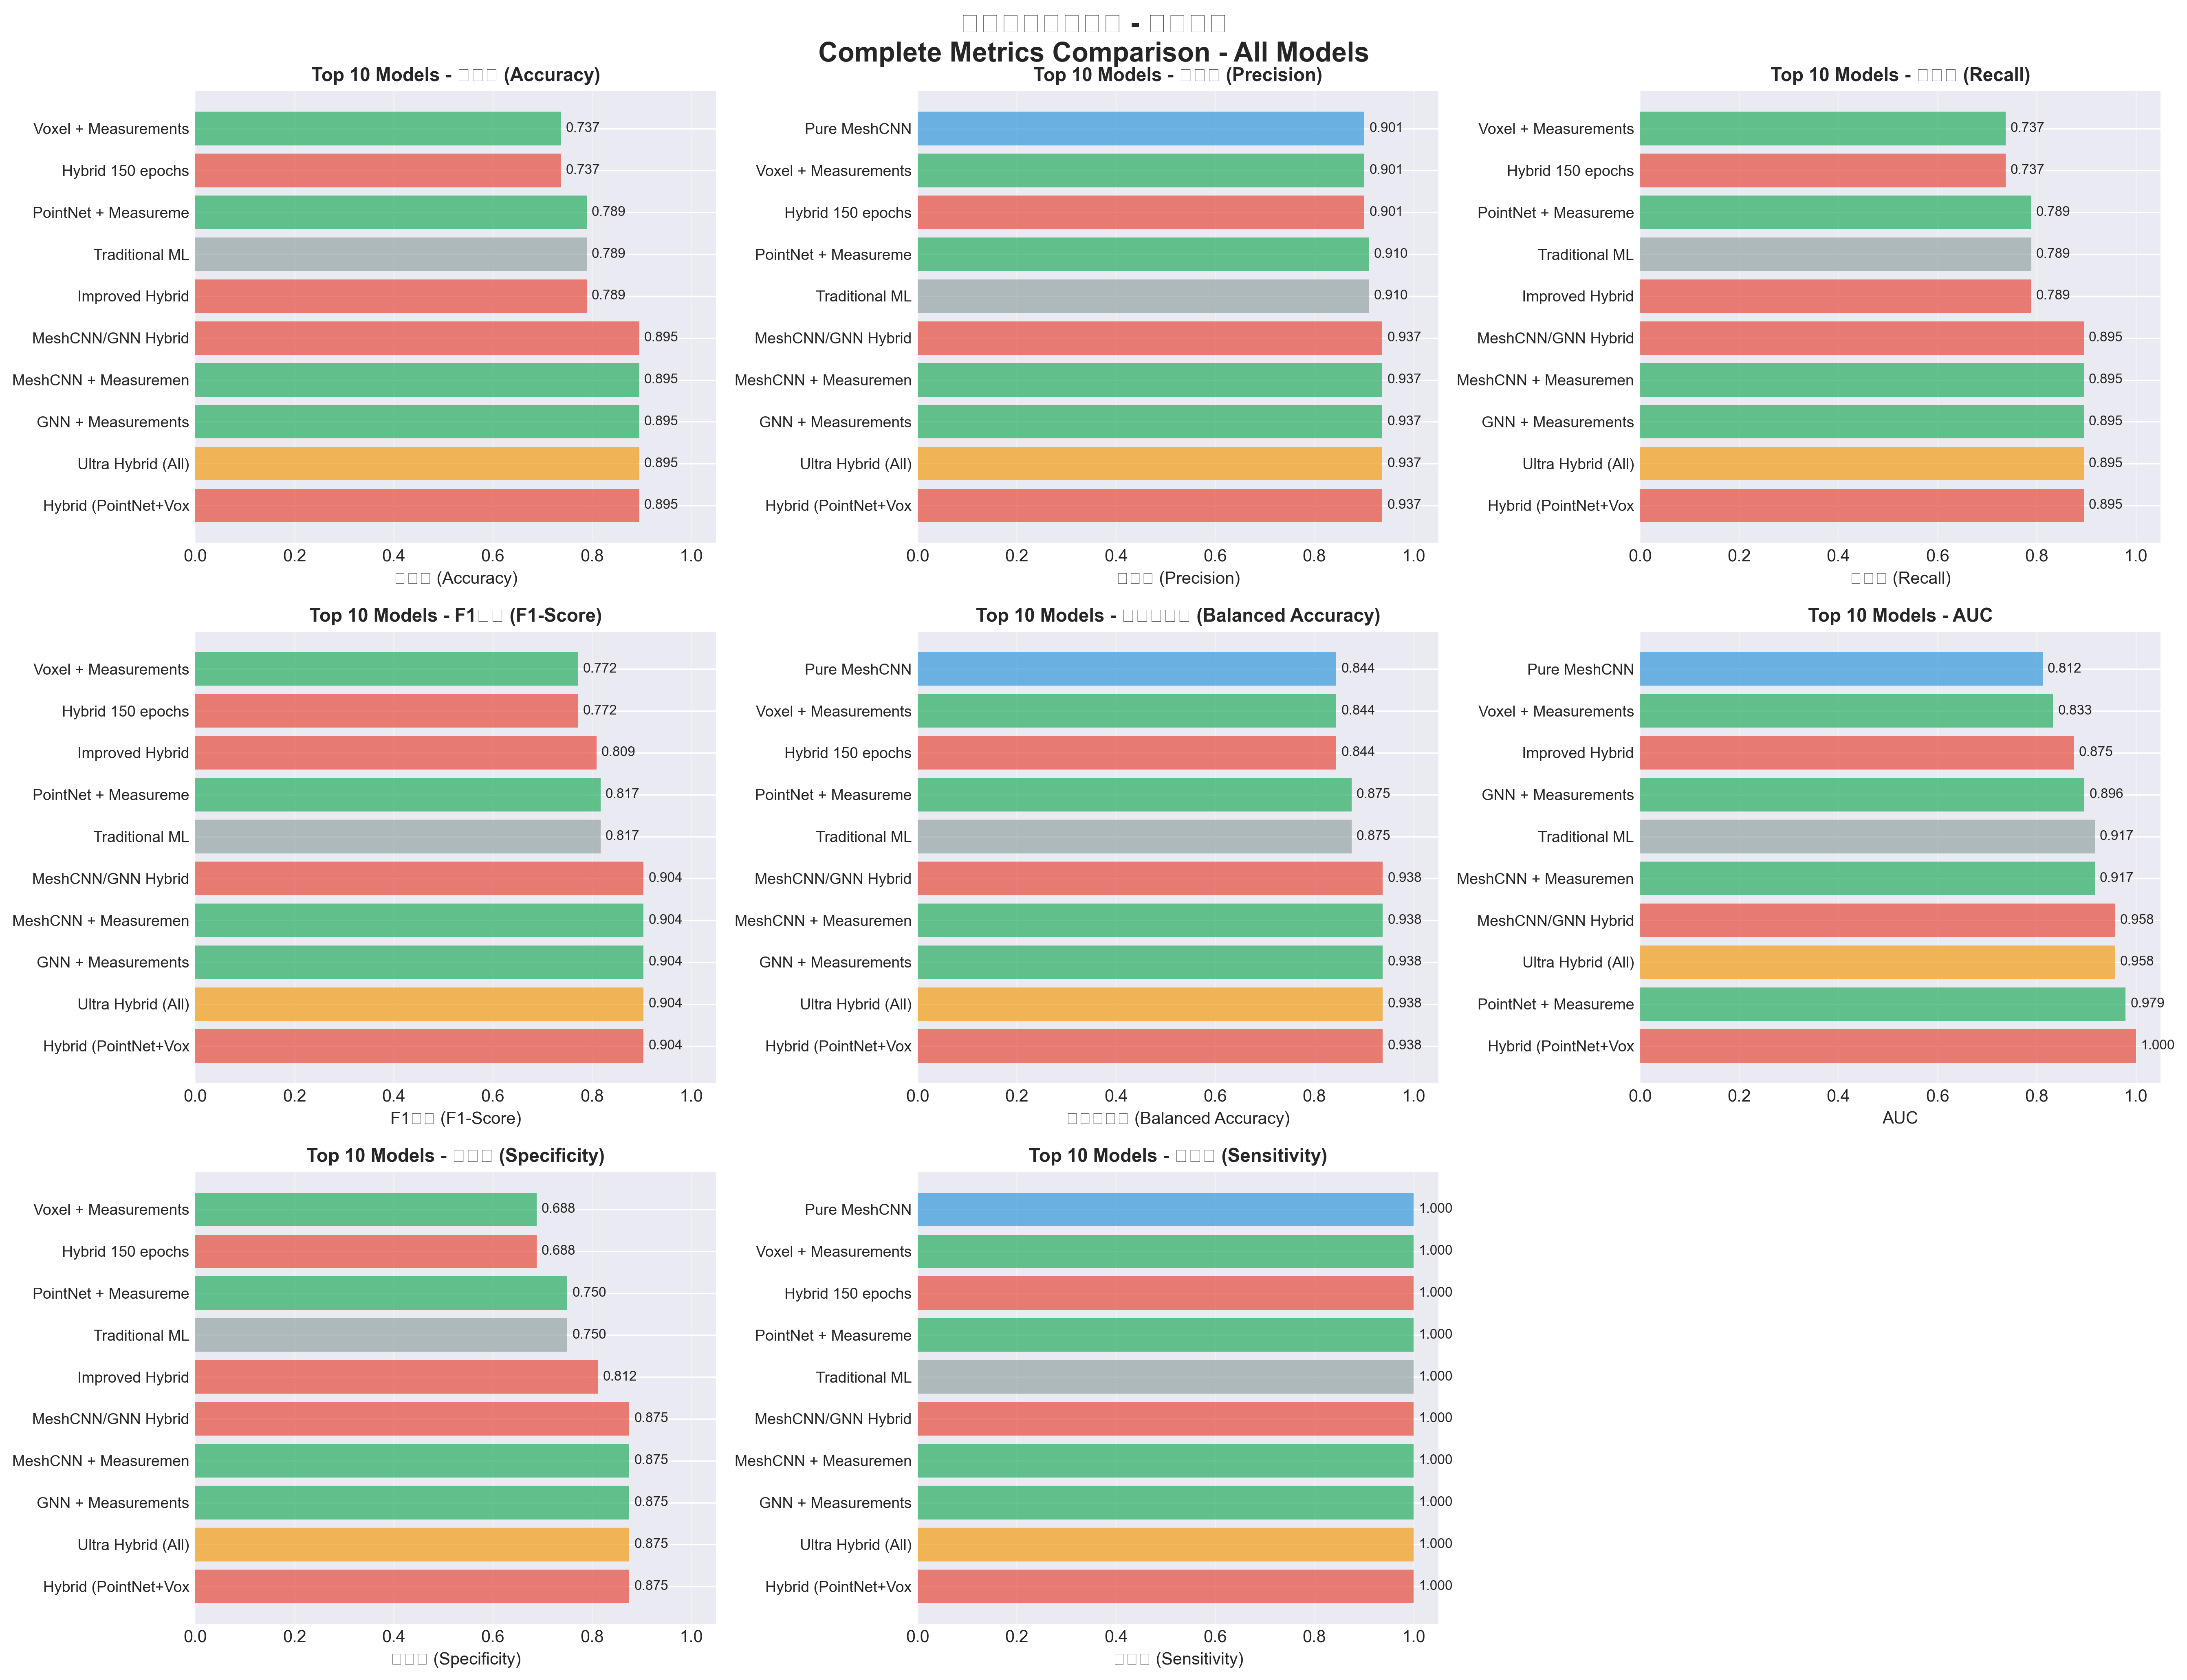 -
Complete Metrics Comparison - All Models
Top 10 Models - (Accuracy)
Voxel + Measurements 0.737
Hybrid 150 epochs 0.737
PointNet + Measureme 0.789
Traditional ML 0.789
Improved Hybrid 0.789
MeshCNN/GNN Hybrid 0.895
MeshCNN + Measuremen 0.895
GNN + Measurements 0.895
Ultra Hybrid (All) 0.895
Hybrid (PointNet+Vox 0.895
0.0 0.2 0.4 0.6 0.8 1.0
(Accuracy)
Top 10 Models - (Precision)
Pure MeshCNN 0.901
Voxel + Measurements 0.901
Hybrid 150 epochs 0.901
PointNet + Measureme 0.910
Traditional ML 0.910
MeshCNN/GNN Hybrid 0.937
MeshCNN + Measuremen 0.937
GNN + Measurements 0.937
Ultra Hybrid (All) 0.937
Hybrid (PointNet+Vox 0.937
0.0 0.2 0.4 0.6 0.8 1.0
(Precision)
Top 10 Models - (Recall)
Voxel + Measurements 0.737
Hybrid 150 epochs 0.737
PointNet + Measureme 0.789
Traditional ML 0.789
Improved Hybrid 0.789
MeshCNN/GNN Hybrid 0.895
MeshCNN + Measuremen 0.895
GNN + Measurements 0.895
Ultra Hybrid (All) 0.895
Hybrid (PointNet+Vox 0.895
0.0 0.2 0.4 0.6 0.8 1.0
(Recall)
Top 10 Models - F1 (F1-Score)
Voxel + Measurements 0.772
Hybrid 150 epochs 0.772
Improved Hybrid 0.809
PointNet + Measureme 0.817
Traditional ML 0.817
MeshCNN/GNN Hybrid 0.904
MeshCNN + Measuremen 0.904
GNN + Measurements 0.904
Ultra Hybrid (All) 0.904
Hybrid (PointNet+Vox 0.904
0.0 0.2 0.4 0.6 0.8 1.0
F1 (F1-Score)
Top 10 Models - (Balanced Accuracy)
Pure MeshCNN 0.844
Voxel + Measurements 0.844
Hybrid 150 epochs 0.844
PointNet + Measureme 0.875
Traditional ML 0.875
MeshCNN/GNN Hybrid 0.938
MeshCNN + Measuremen 0.938
GNN + Measurements 0.938
Ultra Hybrid (All) 0.938
Hybrid (PointNet+Vox 0.938
0.0 0.2 0.4 0.6 0.8 1.0
(Balanced Accuracy)
Top 10 Models - AUC
Pure MeshCNN 0.812
Voxel + Measurements 0.833
Improved Hybrid 0.875
GNN + Measurements 0.896
Traditional ML 0.917
MeshCNN + Measuremen 0.917
MeshCNN/GNN Hybrid 0.958
Ultra Hybrid (All) 0.958
PointNet + Measureme 0.979
Hybrid (PointNet+Vox 1.000
0.0 0.2 0.4 0.6 0.8 1.0
AUC
Top 10 Models - (Specificity)
Voxel + Measurements 0.688
Hybrid 150 epochs 0.688
PointNet + Measureme 0.750
Traditional ML 0.750
Improved Hybrid 0.812
MeshCNN/GNN Hybrid 0.875
MeshCNN + Measuremen 0.875
GNN + Measurements 0.875
Ultra Hybrid (All) 0.875
Hybrid (PointNet+Vox 0.875
0.0 0.2 0.4 0.6 0.8 1.0
(Specificity)
Top 10 Models - (Sensitivity)
Pure MeshCNN 1.000
Voxel + Measurements 1.000
Hybrid 150 epochs 1.000
PointNet + Measureme 1.000
Traditional ML 1.000
MeshCNN/GNN Hybrid 1.000
MeshCNN + Measuremen 1.000
GNN + Measurements 1.000
Ultra Hybrid (All) 1.000
Hybrid (PointNet+Vox 1.000
0.0 0.2 0.4 0.6 0.8 1.0
(Sensitivity)